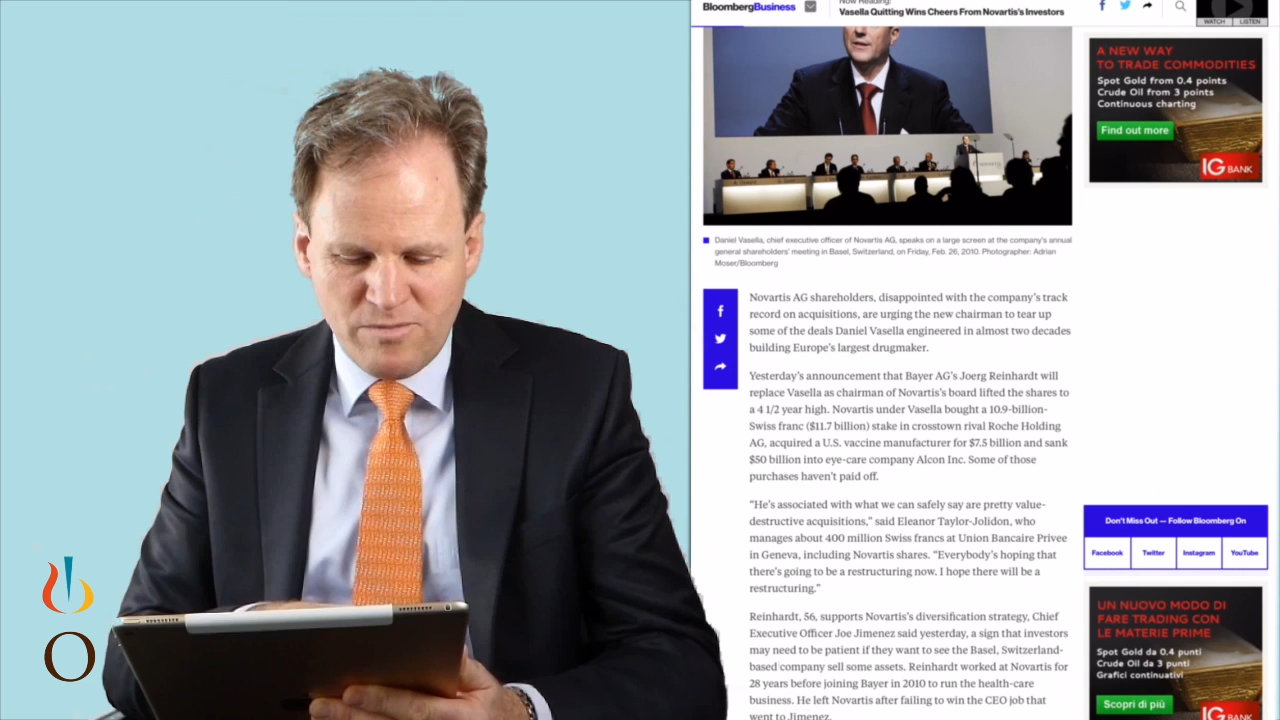 BloombergBusiness
Now Reading:
Vasella Quitting Wins Cheers From Novartis's Investors
WATCH LISTEN
Daniel Vasella, chief executive officer of Novartis AG, speaks on a large screen at the company's annual
general shareholders' meeting in Basel, Switzerland, on Friday, Feb. 26, 2010. Photographer: Adrian
Moser/Bloomberg
Novartis AG shareholders, disappointed with the company's track
record on acquisitions, are urging the new chairman to tear up
some of the deals Daniel Vasella engineered in almost two decades
building Europe's largest drugmaker.
Yesterday's announcement that Bayer AG's Joerg Reinhardt will
replace Vasella as chairman of Novartis's board lifted the shares to
a 4 1/2 year high. Novartis under Vasella bought a 10.9-billion-
Swiss franc ($11.7 billion) stake in crosstown rival Roche Holding
AG, acquired a U.S. vaccine manufacturer for $7.5 billion and sank
$50 billion into eye-care company Alcon Inc. Some of those
purchases haven't paid off.
"He's associated with what we can safely say are pretty value-
destructive acquisitions," said Eleanor Taylor-Jolidon, who
manages about 400 million Swiss francs at Union Bancaire Privee
in Geneva, including Novartis shares. "Everybody's hoping that
there's going to be a restructuring now. I hope there will be a
restructuring."
Reinhardt, 56, supports Novartis's diversification strategy, Chief
Executive Officer Joe Jimenez said yesterday, a sign that investors
may need to be patient if they want to see the Basel, Switzerland-
based company sell some assets. Reinhardt worked at Novartis for
28 years before joining Bayer in 2010 to run the health-care
business. He left Novartis after failing to win the CEO job that
went to Jimenez.
A NEW WAY
TO TRADE COMMODITIES
Spot Gold from 0.4 points
Crude Oil from 3 points
Continuous charting
Find out more
IG BANK
Don't Miss Out — Follow Bloomberg On
Facebook Twitter Instagram YouTube
UN NUOVO MODO DI
FARE TRADING CON
LE MATERIE PRIME
Spot Gold da 0.4 punti
Crude Oil da 3 punti
Grafici continuativi
Scopri di più
IG BANK
O